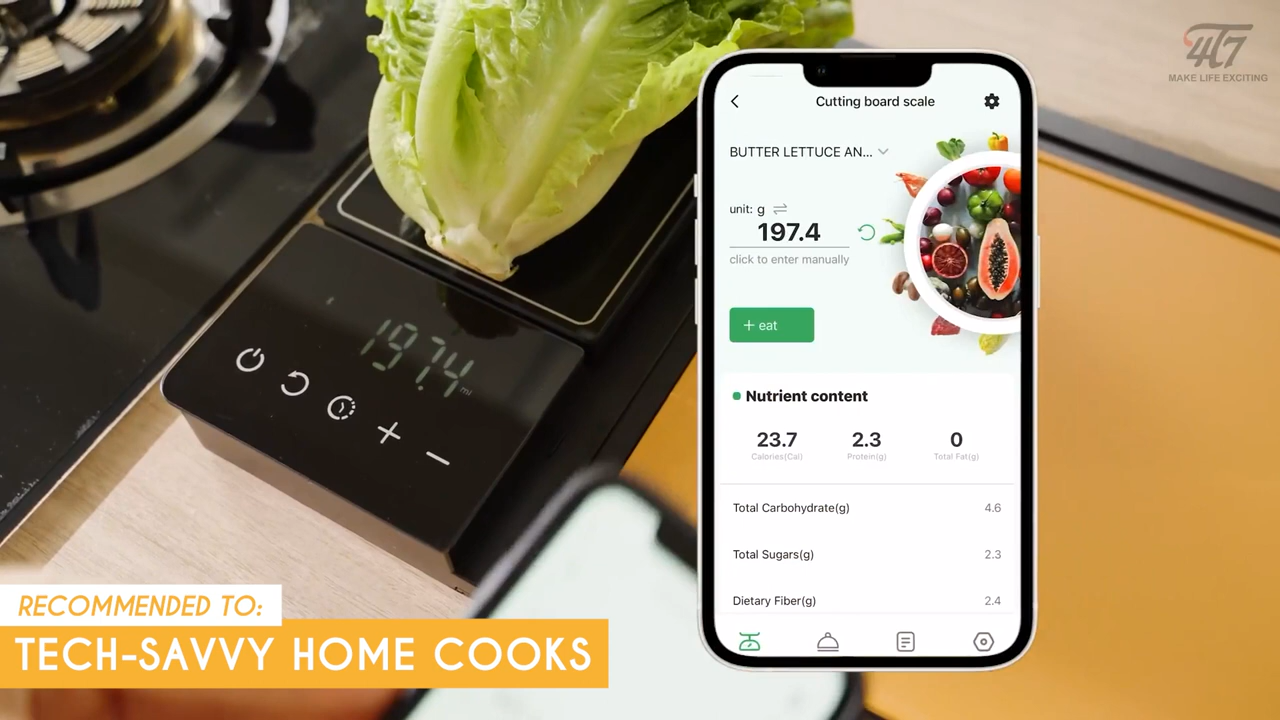 4T7
MAKE LIFE EXCITING
Cutting board scale
BUTTER LETTUCE AN...
unit: g
197.4
click to enter manually
+ eat
Nutrient content
23.7
2.3
0
Calories(Cal)
Protein(g)
Total Fat(g)
Total Carbohydrate(g)
4.6
Total Sugars(g)
2.3
Dietary Fiber(g)
2.4
197.4
ml
RECOMMENDED TO:
TECH-SAVVY HOME COOKS